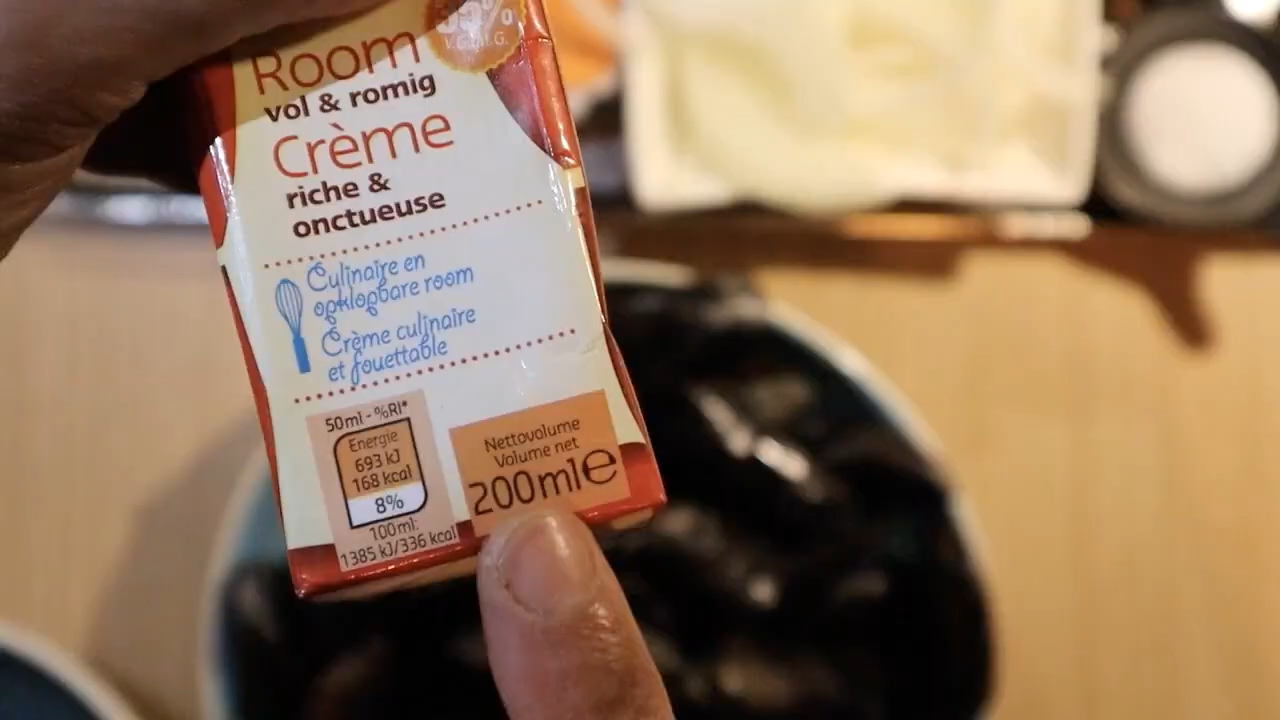 35%
V.G./M.G.
Room
vol & romig
Crème
riche &
onctueuse
Culinaire en
opklopbare room
Crème culinaire
et fouettable
50ml - %RI*
Energie
693 kJ
168 kcal
8%
100ml:
1385 kJ/336 kcal
Nettovolume
Volume net
200ml e